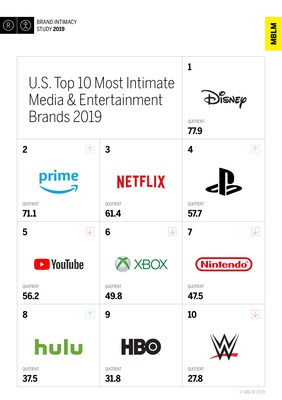 BRAND INTIMACY
STUDY 2019
MBLM
U.S. Top 10 Most Intimate
Media & Entertainment
Brands 2019
1
Disney
QUOTIENT
77.9
2
prime
QUOTIENT
71.1
3
NETFLIX
QUOTIENT
61.4
4
QUOTIENT
57.7
5
YouTube
QUOTIENT
56.2
6
XBOX
QUOTIENT
49.8
7
Nintendo
QUOTIENT
47.5
8
hulu
QUOTIENT
37.5
9
HBO
QUOTIENT
31.8
10
W
QUOTIENT
27.8
© MBLM 2019